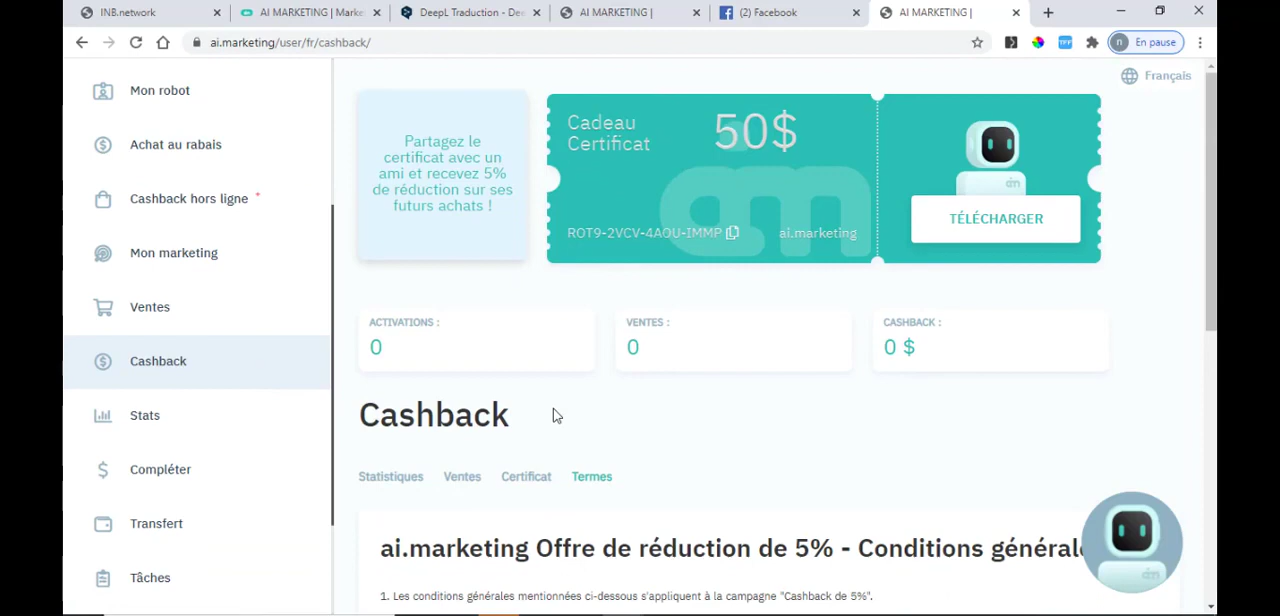 INB.network
AI MARKETING | Marke
DeepL Traduction - Dee
AI MARKETING |
(2) Facebook
AI MARKETING |
ai.marketing/user/fr/cashback/
TFF
n
En pause
Français
Mon robot
Achat au rabais
Cashback hors ligne *
Mon marketing
Ventes
Cashback
Stats
Compléter
Transfert
Tâches
Partagez le
certificat avec un
ami et recevez 5%
de réduction sur ses
futurs achats !
Cadeau
Certificat
50$
ROT9-2VCV-4AOU-IMMP
ai.marketing
am
TÉLÉCHARGER
ACTIVATIONS :
0
VENTES :
0
CASHBACK :
0 $
Cashback
Statistiques
Ventes
Certificat
Termes
ai.marketing Offre de réduction de 5% - Conditions général
1. Les conditions générales mentionnées ci-dessous s'appliquent à la campagne "Cashback de 5%".